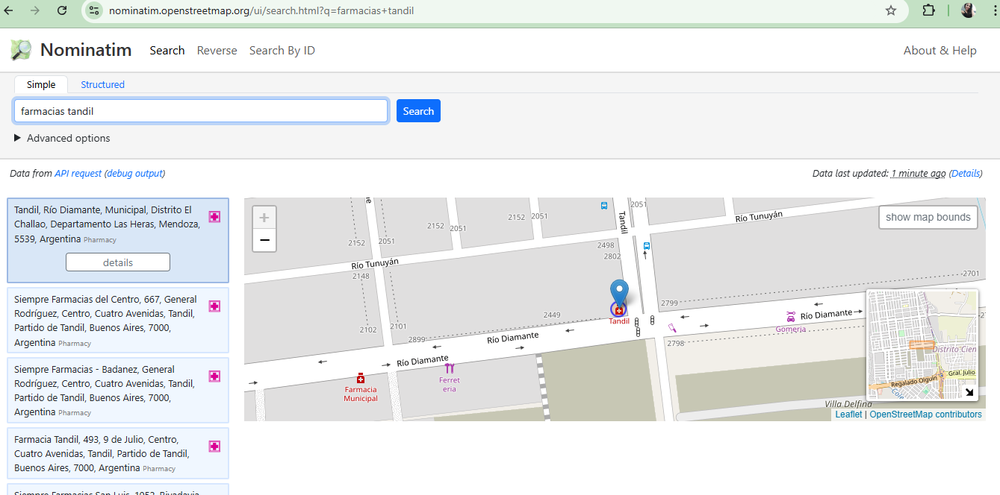 nominatim.openstreetmap.org/ui/search.html?q=farmacias+tandil
Nominatim Search Reverse Search By ID About & Help
Simple Structured
farmacias tandil Search
Advanced options
Data from API request (debug output) Data last updated: 1 minute ago (Details)
Tandil, Río Diamante, Municipal, Distrito El
Challao, Departamento Las Heras, Mendoza,
5539, Argentina Pharmacy
details
Siempre Farmacias del Centro, 667, General
Rodríguez, Centro, Cuatro Avenidas, Tandil,
Partido de Tandil, Buenos Aires, 7000,
Argentina Pharmacy
Siempre Farmacias - Badanez, General
Rodríguez, Centro, Cuatro Avenidas, Tandil,
Partido de Tandil, Buenos Aires, 7000,
Argentina Pharmacy
Farmacia Tandil, 493, 9 de Julio, Centro,
Cuatro Avenidas, Tandil, Partido de Tandil,
Buenos Aires, 7000, Argentina Pharmacy
Siempre Farmacias San Luis, 1052, Rivadavia
+
−
show map bounds
2051
2152 2051
2152 2051
Tandil
Río Tunuyán
2152 2051
2498
2802
Río Tunuyán
2148
2701
2799
Tandil
2449
Río Diamante
Gomería
2102 2101
2899
Río Diamante
2798
Río Diamante
Ferret
eria
Farmacia
Municipal
Distrito Cien
Gral. Julio
Regalado Olguín
Villa Delfina
Leaflet | OpenStreetMap contributors